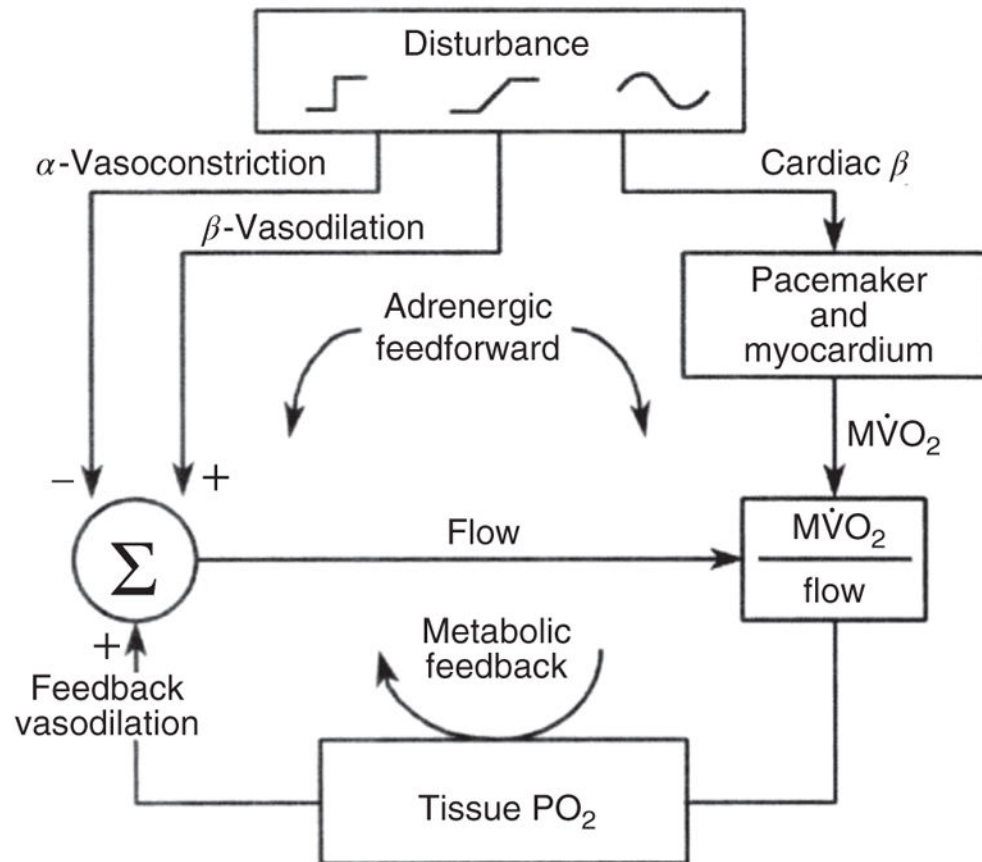 Disturbance
α-Vasoconstriction
Cardiac β
β-Vasodilation
Pacemaker
and
myocardium
Adrenergic
feedforward
MV̇O₂
−
+
Σ
Flow
MV̇O₂
flow
+
Metabolic
feedback
Feedback
vasodilation
Tissue PO₂